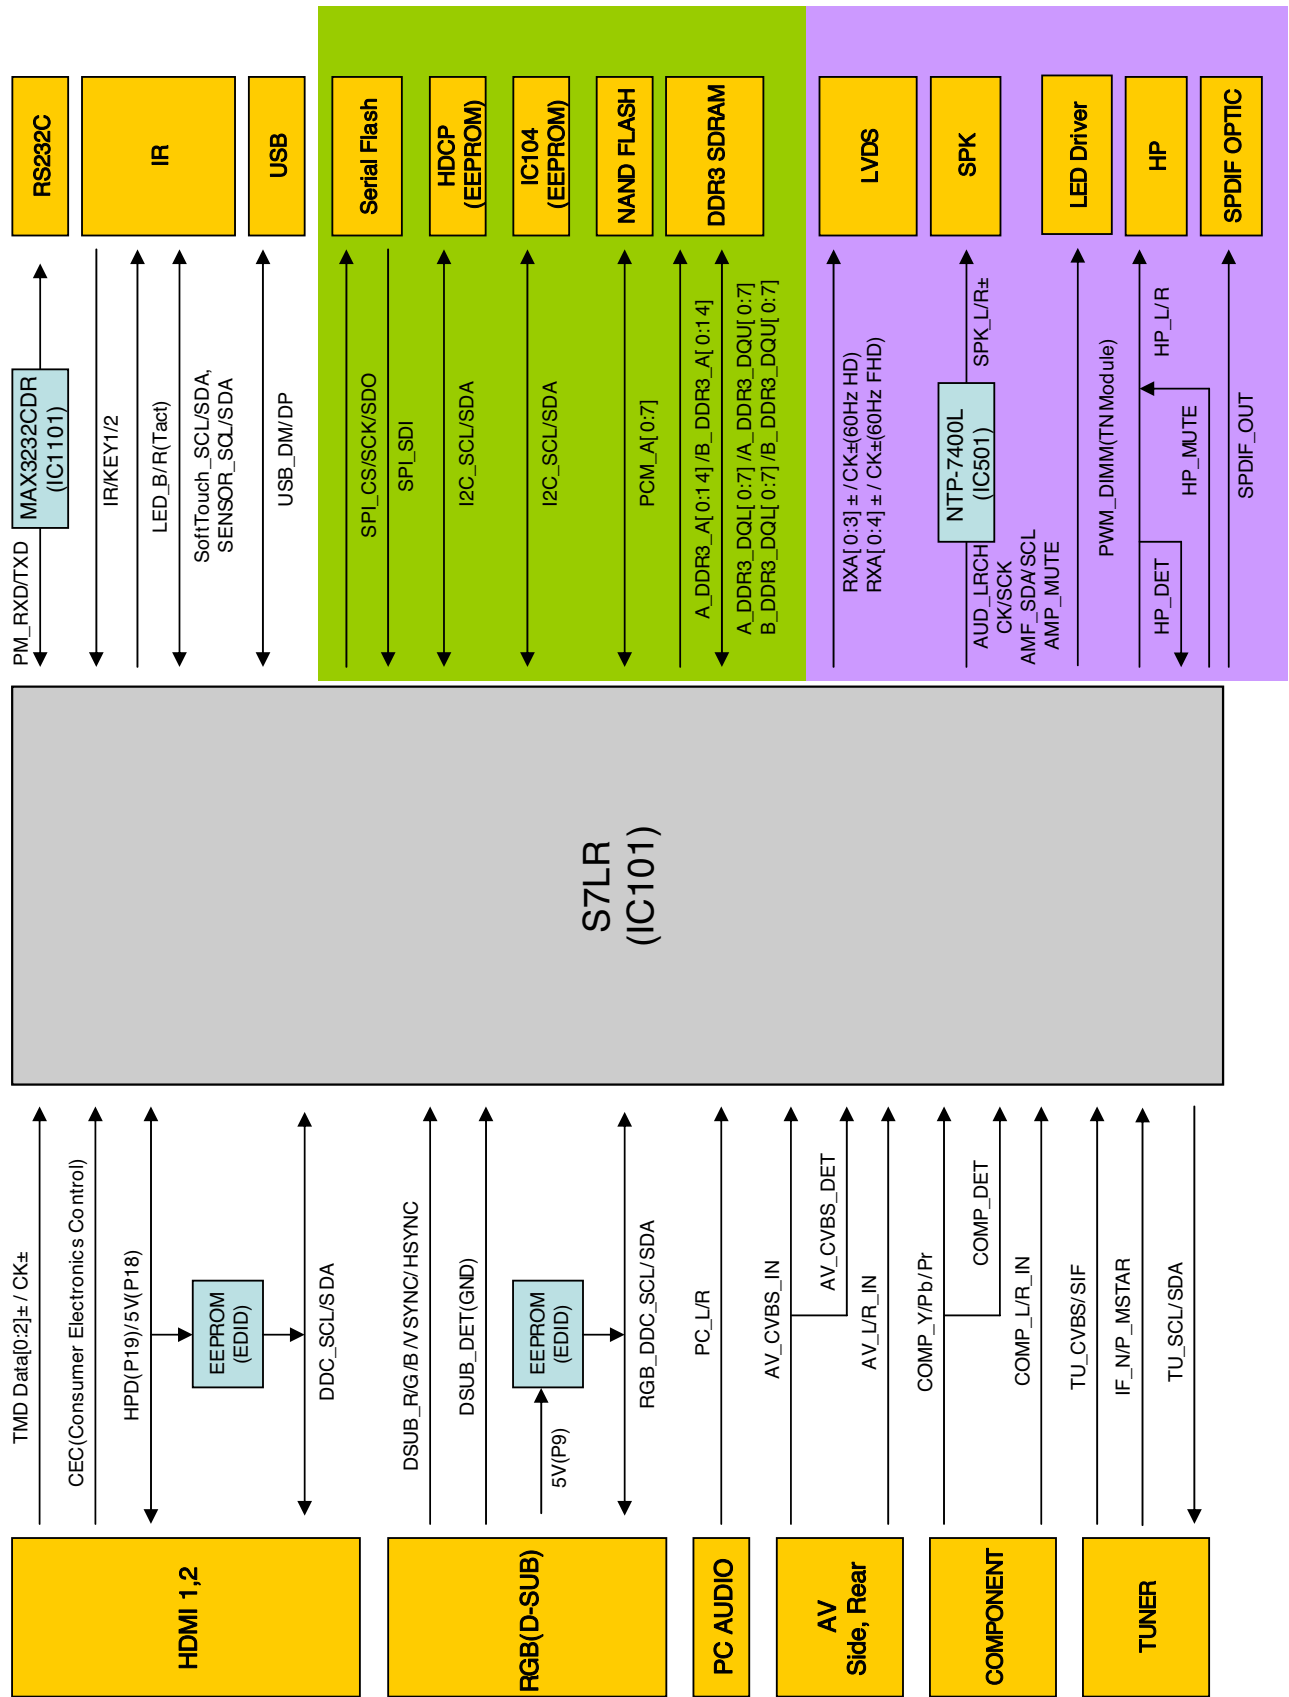 HDMI 1,2
TMD Data[0:2]± / CK±
CEC(Consumer Electronics Control)
HPD(P19)/5V(P18)
EEPROM
(EDID)
DDC_SCL/SDA
RGB(D-SUB)
DSUB_R/G/B/VSYNC/HSYNC
DSUB_DET(GND)
5V(P9)
EEPROM
(EDID)
RGB_DDC_SCL/SDA
PC AUDIO
PC_L/R
AV
Side, Rear
AV_CVBS_IN
AV_CVBS_DET
AV_L/R_IN
COMPONENT
COMP_Y/Pb/Pr
COMP_DET
COMP_L/R_IN
TUNER
TU_CVBS/SIF
IF_N/P_MSTAR
TU_SCL/SDA
S7LR
(IC101)
PM_RXD/TXD
MAX3232CDR
(IC1101)
RS232C
IR/KEY1/2
LED_B/R(Tact)
SoftTouch_SCL/SDA,
SENSOR_SCL/SDA
IR
USB_DM/DP
USB
SPI_CS/SCK/SDO
SPI_SDI
Serial Flash
I2C_SCL/SDA
HDCP
(EEPROM)
I2C_SCL/SDA
IC104
(EEPROM)
PCM_A[0:7]
NAND FLASH
A_DDR3_A[0:14]/B_DDR3_A[0:14]
A_DDR3_DQL[0:7]/A_DDR3_DQU[0:7]
B_DDR3_DQL[0:7]/B_DDR3_DQU[0:7]
DDR3 SDRAM
RXA[0:3]± / CK±(60Hz HD)
RXA[0:4]± / CK±(60Hz FHD)
LVDS
AUD_LRCH
CK/SCK
AMF_SDA/SCL
AMP_MUTE
NTP-7400L
(IC501)
SPK_L/R±
SPK
PWM_DIMM(TN Module)
LED Driver
HP_DET
HP_MUTE
HP_L/R
HP
SPDIF_OUT
SPDIF OPTIC